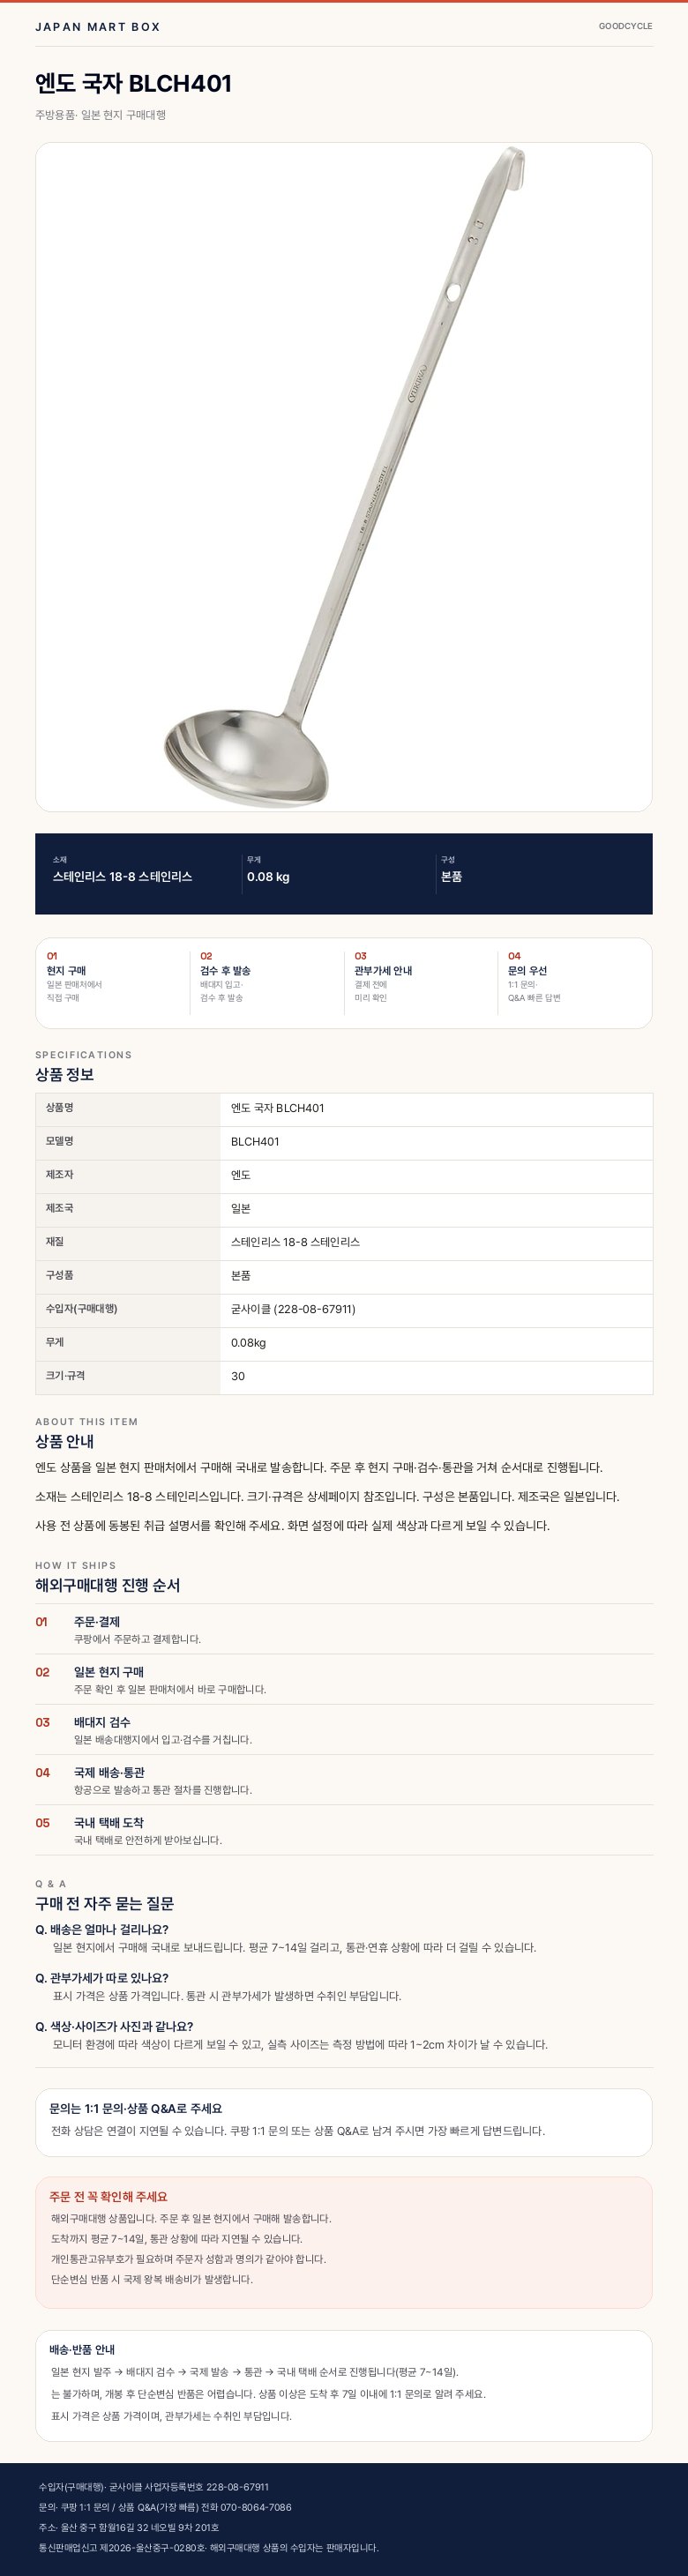 JAPAN MART BOX
GOODCYCLE
엔도 국자 BLCH401
주방용품· 일본 현지 구매대행
소재
스테인리스 18-8 스테인리스
무게
0.08 kg
구성
본품
01
현지 구매
일본 판매처에서
직접 구매
02
검수 후 발송
배대지 입고·
검수 후 발송
03
관부가세 안내
결제 전에
미리 확인
04
문의 우선
1:1 문의·
Q&A 빠른 답변
SPECIFICATIONS
상품 정보
상품명 엔도 국자 BLCH401
모델명 BLCH401
제조자 엔도
제조국 일본
재질 스테인리스 18-8 스테인리스
구성품 본품
수입자(구매대행) 굳사이클 (228-08-67911)
무게 0.08kg
크기·규격 30
ABOUT THIS ITEM
상품 안내
엔도 상품을 일본 현지 판매처에서 구매해 국내로 발송합니다. 주문 후 현지 구매·검수·통관을 거쳐 순서대로 진행됩니다.
소재는 스테인리스 18-8 스테인리스입니다. 크기·규격은 상세페이지 참조입니다. 구성은 본품입니다. 제조국은 일본입니다.
사용 전 상품에 동봉된 취급 설명서를 확인해 주세요. 화면 설정에 따라 실제 색상과 다르게 보일 수 있습니다.
HOW IT SHIPS
해외구매대행 진행 순서
01 주문·결제
쿠팡에서 주문하고 결제합니다.
02 일본 현지 구매
주문 확인 후 일본 판매처에서 바로 구매합니다.
03 배대지 검수
일본 배송대행지에서 입고·검수를 거칩니다.
04 국제 배송·통관
항공으로 발송하고 통관 절차를 진행합니다.
05 국내 택배 도착
국내 택배로 안전하게 받아보십니다.
Q & A
구매 전 자주 묻는 질문
Q. 배송은 얼마나 걸리나요?
일본 현지에서 구매해 국내로 보내드립니다. 평균 7~14일 걸리고, 통관·연휴 상황에 따라 더 걸릴 수 있습니다.
Q. 관부가세가 따로 있나요?
표시 가격은 상품 가격입니다. 통관 시 관부가세가 발생하면 수취인 부담입니다.
Q. 색상·사이즈가 사진과 같나요?
모니터 환경에 따라 색상이 다르게 보일 수 있고, 실측 사이즈는 측정 방법에 따라 1~2cm 차이가 날 수 있습니다.
문의는 1:1 문의·상품 Q&A로 주세요
전화 상담은 연결이 지연될 수 있습니다. 쿠팡 1:1 문의 또는 상품 Q&A로 남겨 주시면 가장 빠르게 답변드립니다.
주문 전 꼭 확인해 주세요
해외구매대행 상품입니다. 주문 후 일본 현지에서 구매해 발송합니다.
도착까지 평균 7~14일, 통관 상황에 따라 지연될 수 있습니다.
개인통관고유부호가 필요하며 주문자 성함과 명의가 같아야 합니다.
단순변심 반품 시 국제 왕복 배송비가 발생합니다.
배송·반품 안내
일본 현지 발주 → 배대지 검수 → 국제 발송 → 통관 → 국내 택배 순서로 진행됩니다(평균 7~14일).
는 불가하며, 개봉 후 단순변심 반품은 어렵습니다. 상품 이상은 도착 후 7일 이내에 1:1 문의로 알려 주세요.
표시 가격은 상품 가격이며, 관부가세는 수취인 부담입니다.
수입자(구매대행)· 굳사이클 사업자등록번호 228-08-67911
문의· 쿠팡 1:1 문의 / 상품 Q&A(가장 빠름) 전화 070-8064-7086
주소· 울산 중구 함월16길 32 네오빌 9차 201호
통신판매업신고 제2026-울산중구-0280호· 해외구매대행 상품의 수입자는 판매자입니다.